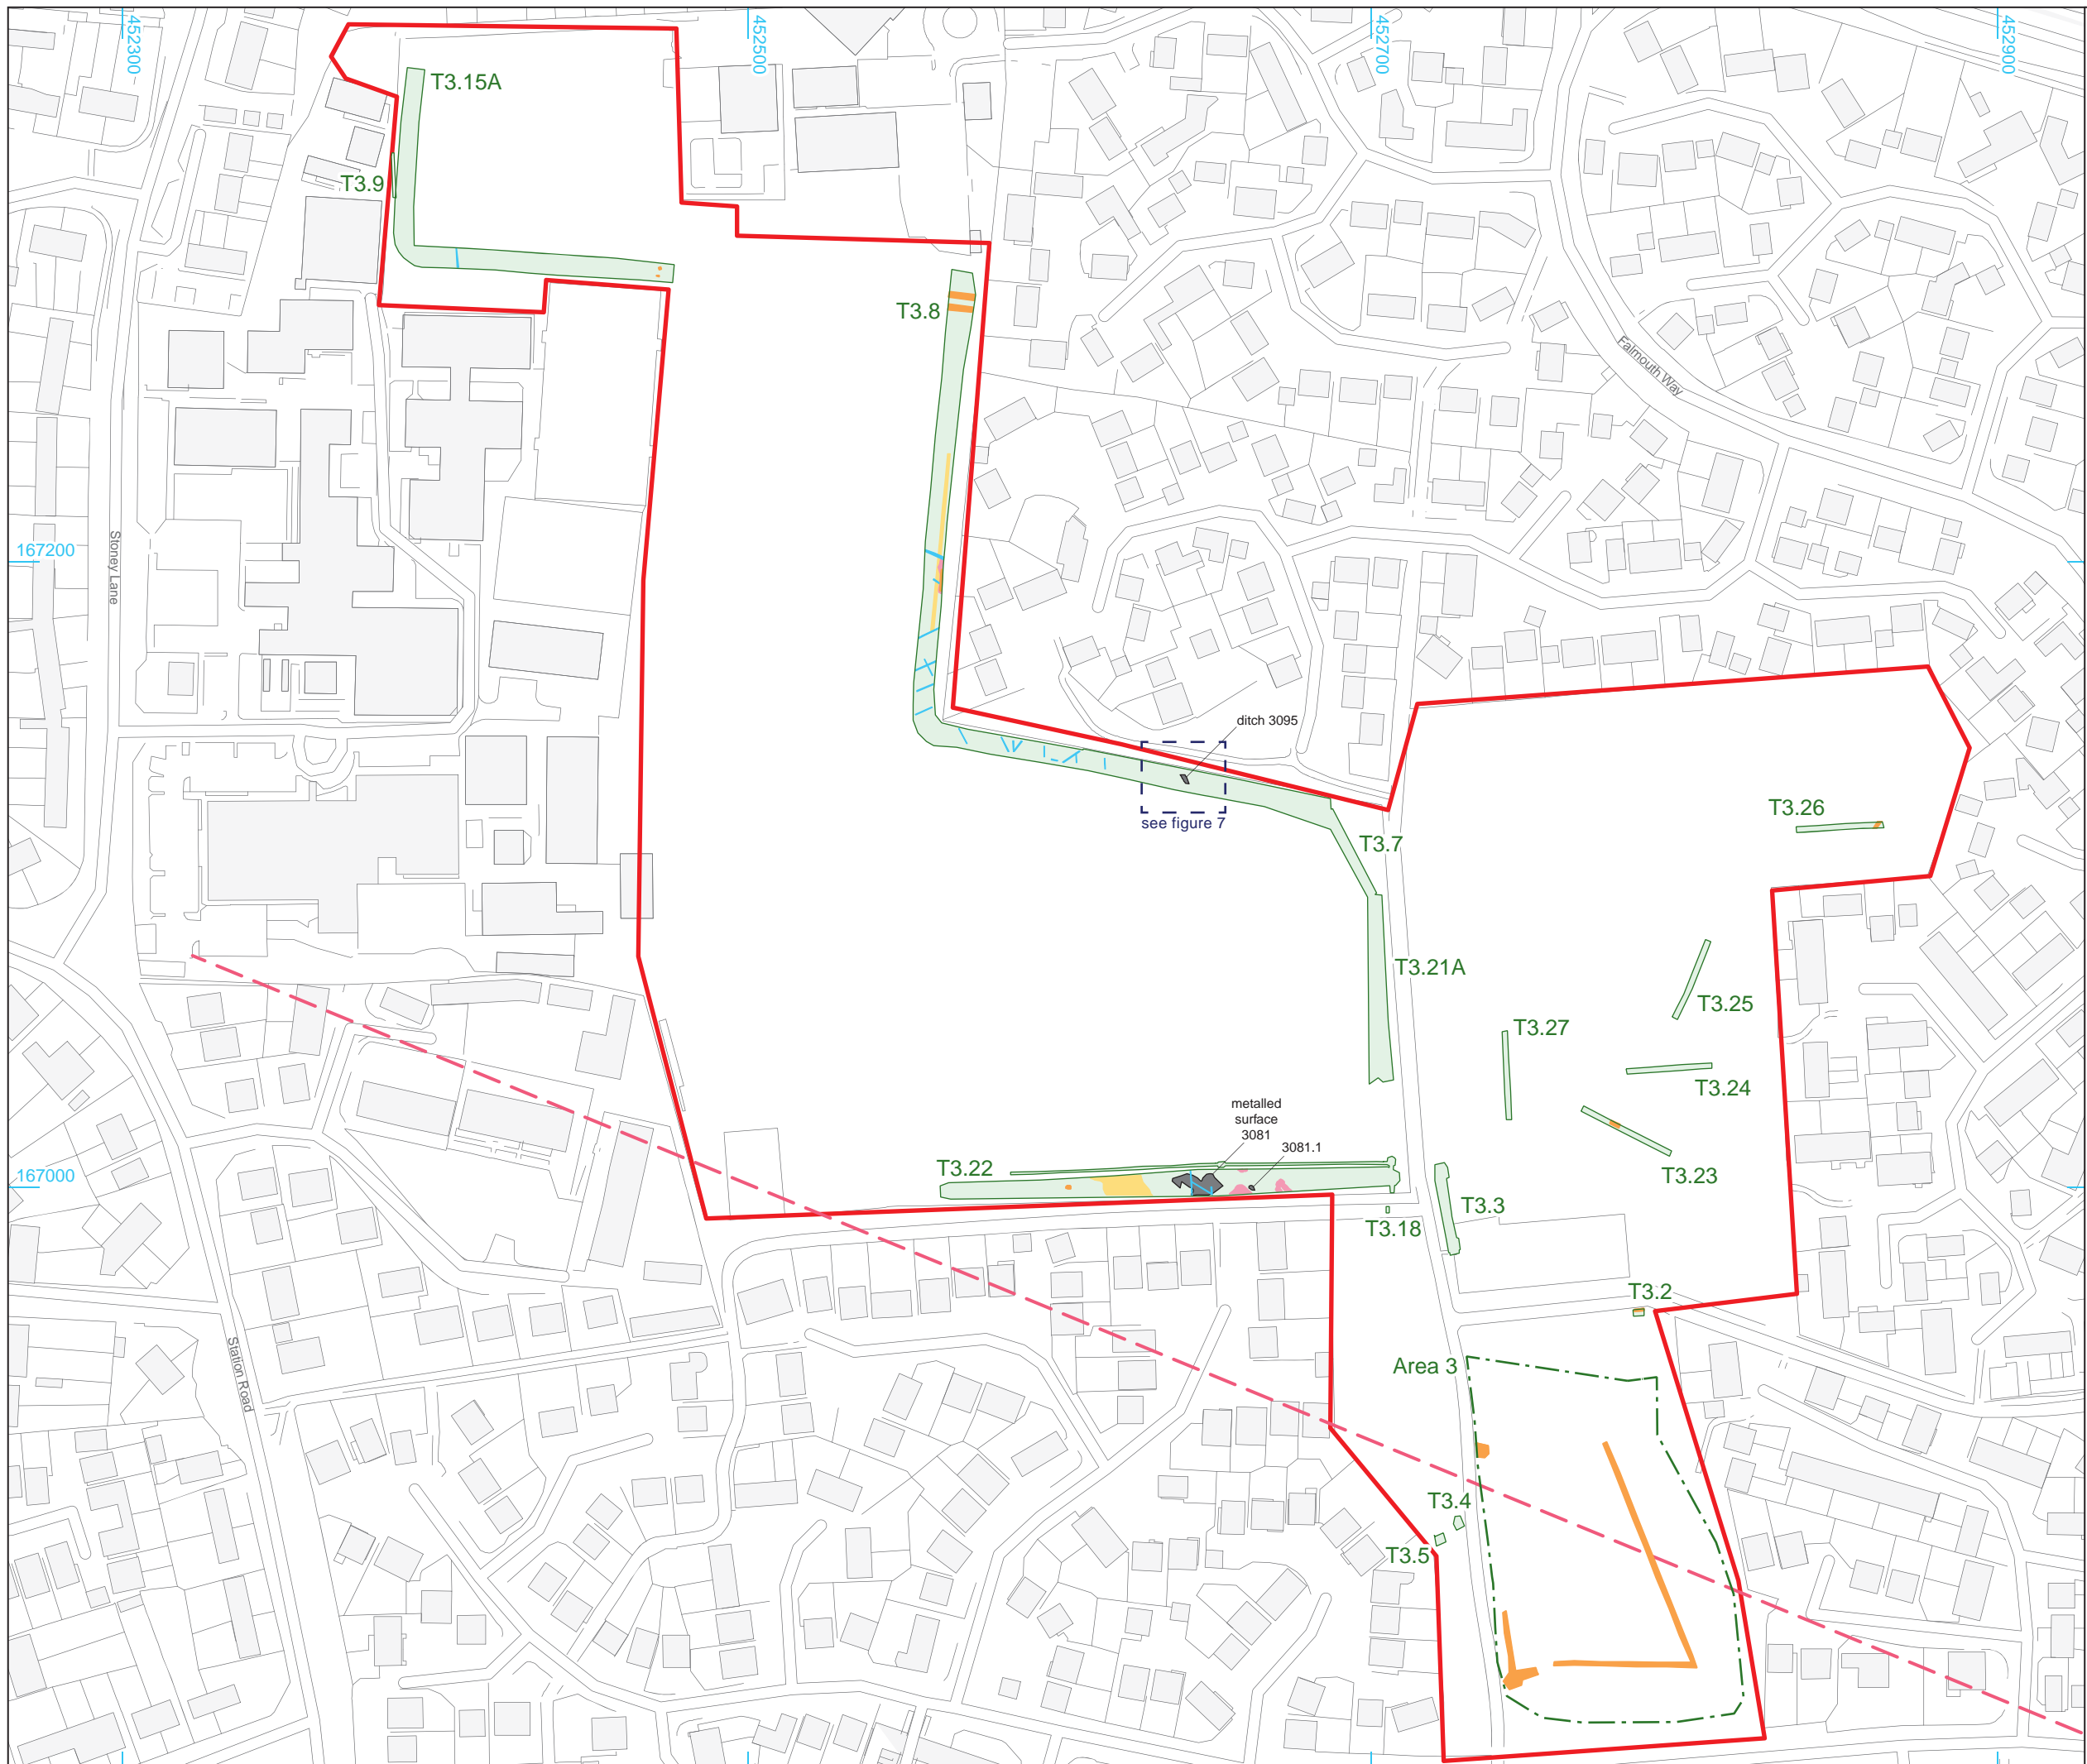 452300
452500
452700
452900
T3.15A
T3.9
T3.8
Falmouth Way
Stoney Lane
167200
ditch 3095
see figure 7
T3.7
T3.26
T3.21A
T3.25
T3.27
T3.24
T3.23
metalled
surface
3081
3081.1
T3.22
167000
T3.3
T3.18
T3.2
Station Road
Area 3
T3.4
T3.5